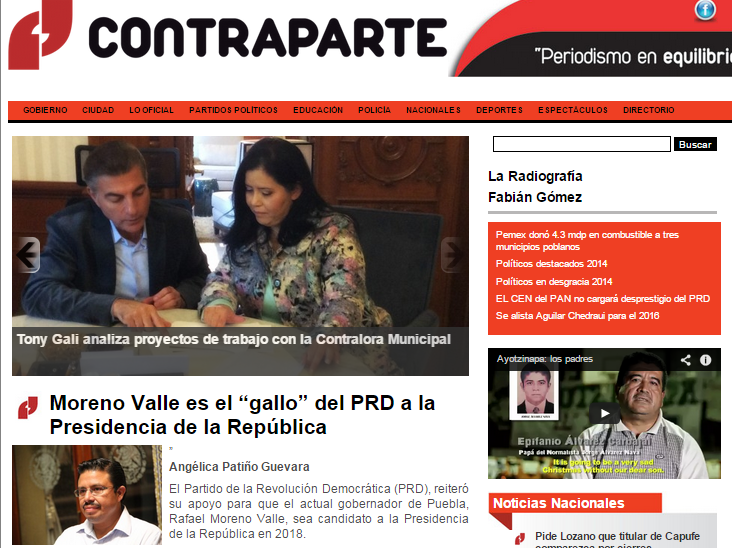 CONTRAPARTE
"Periodismo en equilibrio
GOBIERNO CIUDAD LO OFICIAL PARTIDOS POLÍTICOS EDUCACIÓN POLICÍA NACIONALES DEPORTES ESPECTÁCULOS DIRECTORIO
Tony Gali analiza proyectos de trabajo con la Contralora Municipal
Moreno Valle es el “gallo” del PRD a la
Presidencia de la República
”
Angélica Patiño Guevara
El Partido de la Revolución Democrática (PRD), reiteró
su apoyo para que el actual gobernador de Puebla,
Rafael Moreno Valle, sea candidato a la Presidencia
de la República en 2018.
Buscar
La Radiografía
Fabián Gómez
Pemex donó 4.3 mdp en combustible a tres
municipios poblanos
Políticos destacados 2014
Políticos en desgracia 2014
EL CEN del PAN no cargará desprestigio del PRD
Se alista Aguilar Chedraui para el 2016
Ayotzinapa: los padres
Epifanio Álvarez Carbajal
Papá del Normalista Jorge Álvarez Nava
It is going to be a very sad
Christmas without our dear son.
Noticias Nacionales
Pide Lozano que titular de Capufe
comparezca por cierres